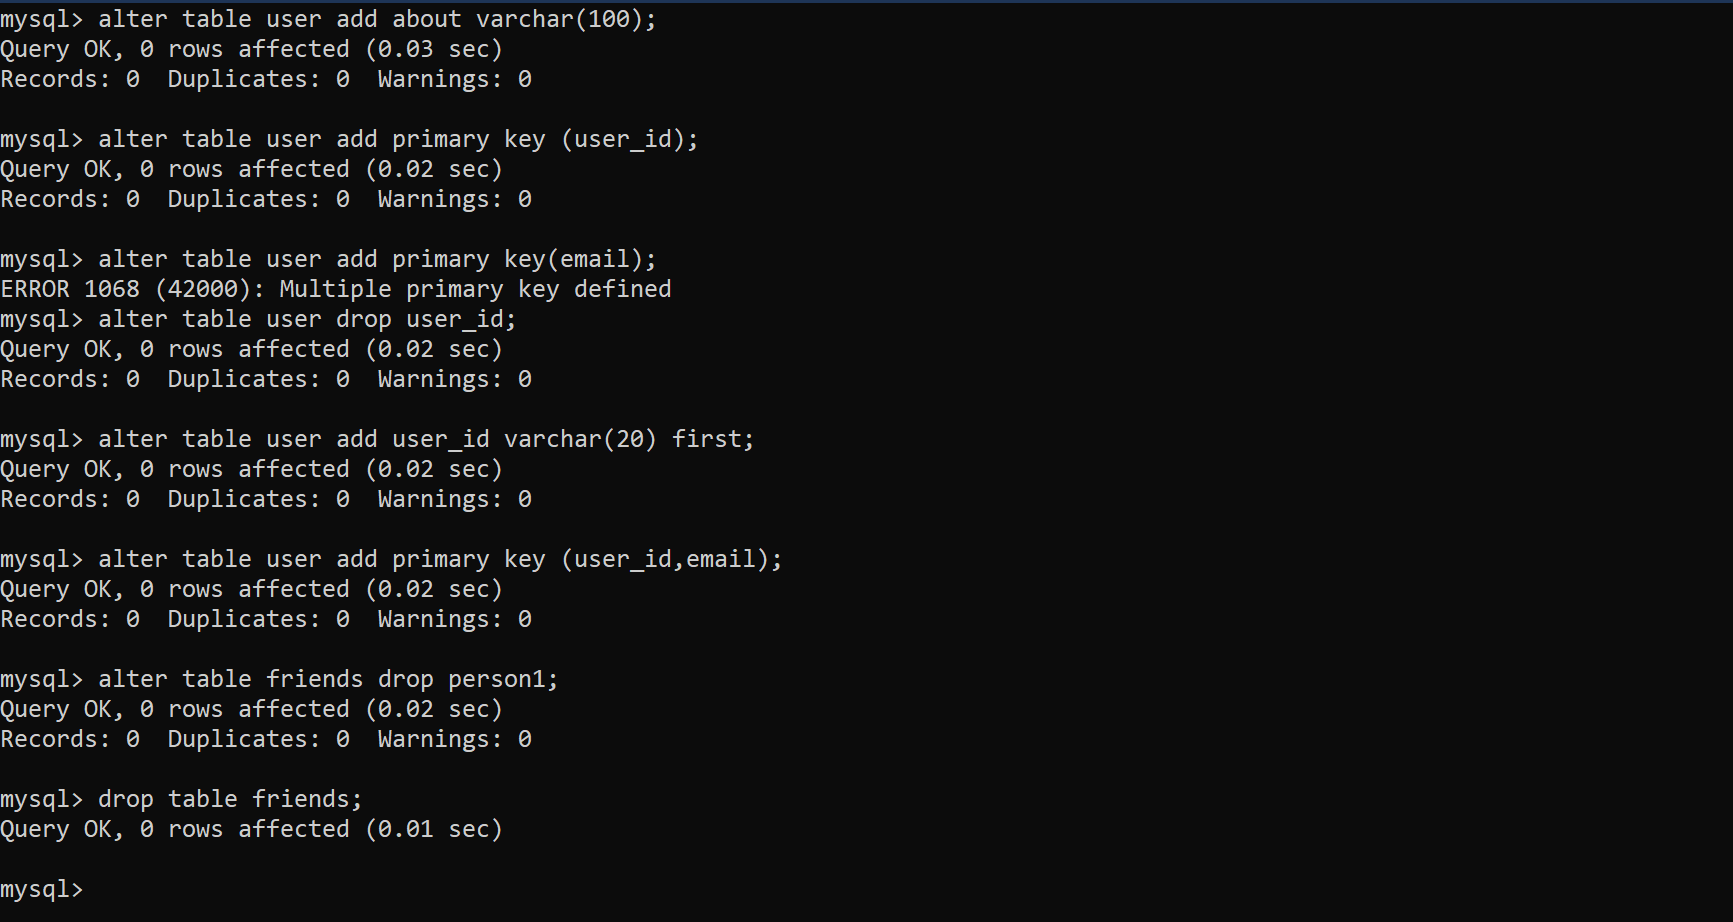 mysql> alter table user add about varchar(100);
Query OK, 0 rows affected (0.03 sec)
Records: 0  Duplicates: 0  Warnings: 0

mysql> alter table user add primary key (user_id);
Query OK, 0 rows affected (0.02 sec)
Records: 0  Duplicates: 0  Warnings: 0

mysql> alter table user add primary key(email);
ERROR 1068 (42000): Multiple primary key defined
mysql> alter table user drop user_id;
Query OK, 0 rows affected (0.02 sec)
Records: 0  Duplicates: 0  Warnings: 0

mysql> alter table user add user_id varchar(20) first;
Query OK, 0 rows affected (0.02 sec)
Records: 0  Duplicates: 0  Warnings: 0

mysql> alter table user add primary key (user_id,email);
Query OK, 0 rows affected (0.02 sec)
Records: 0  Duplicates: 0  Warnings: 0

mysql> alter table friends drop person1;
Query OK, 0 rows affected (0.02 sec)
Records: 0  Duplicates: 0  Warnings: 0

mysql> drop table friends;
Query OK, 0 rows affected (0.01 sec)

mysql>